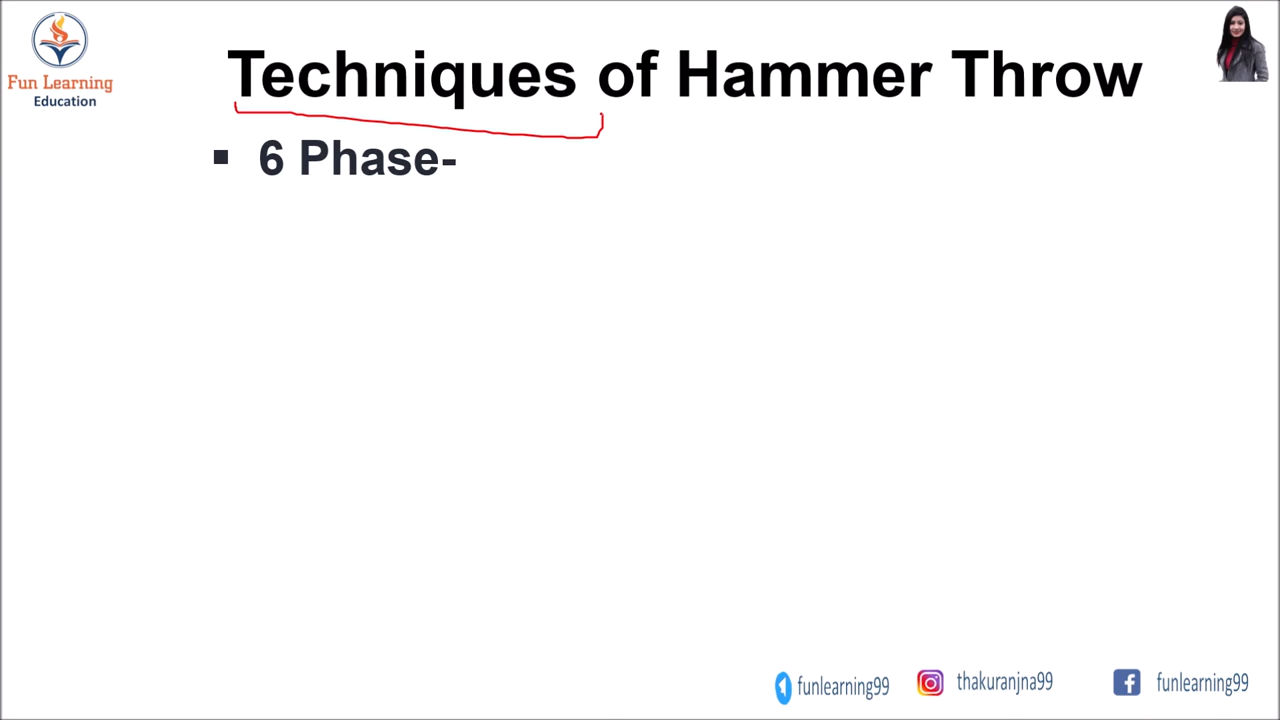 Fun Learning
Education
Techniques of Hammer Throw
▪ 6 Phase-
funlearning99
thakuranjna99
funlearning99